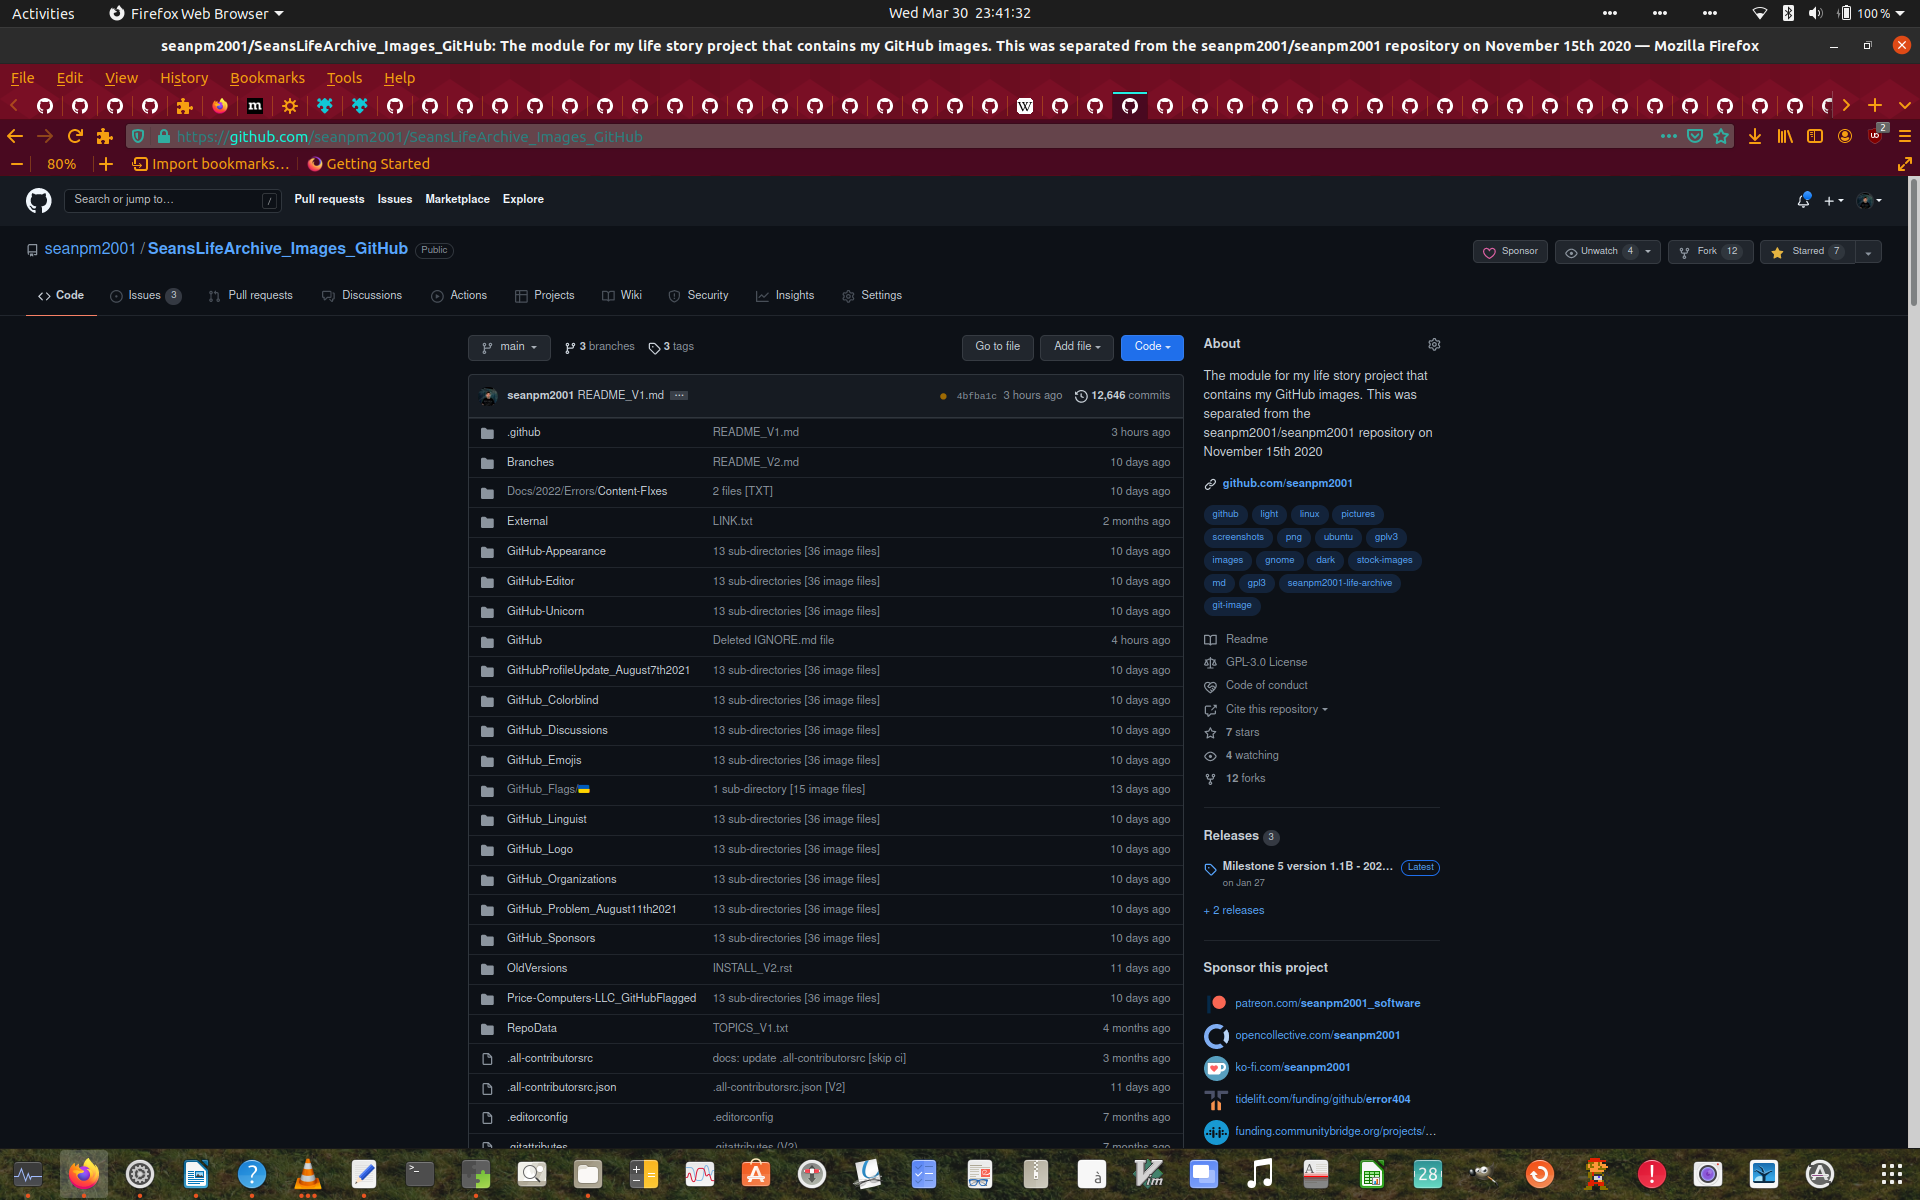 Activities Firefox Web Browser Wed Mar 30 23:41:32 100 %
seanpm2001/SeansLifeArchive_Images_GitHub: The module for my life story project that contains my GitHub images. This was separated from the seanpm2001/seanpm2001 repository on November 15th 2020 — Mozilla Firefox
File Edit View History Bookmarks Tools Help
https://github.com/seanpm2001/SeansLifeArchive_Images_GitHub 2
80% Import bookmarks... Getting Started
Search or jump to... / Pull requests Issues Marketplace Explore
seanpm2001 / SeansLifeArchive_Images_GitHub Public Sponsor Unwatch 4 Fork 12 Starred 7
Code Issues 3 Pull requests Discussions Actions Projects Wiki Security Insights Settings
main 3 branches 3 tags Go to file Add file Code
seanpm2001 README_V1.md ... 4bfba1c 3 hours ago 12,646 commits
.github README_V1.md 3 hours ago
Branches README_V2.md 10 days ago
Docs/2022/Errors/Content-FIxes 2 files [TXT] 10 days ago
External LINK.txt 2 months ago
GitHub-Appearance 13 sub-directories [36 image files] 10 days ago
GitHub-Editor 13 sub-directories [36 image files] 10 days ago
GitHub-Unicorn 13 sub-directories [36 image files] 10 days ago
GitHub Deleted IGNORE.md file 4 hours ago
GitHubProfileUpdate_August7th2021 13 sub-directories [36 image files] 10 days ago
GitHub_Colorblind 13 sub-directories [36 image files] 10 days ago
GitHub_Discussions 13 sub-directories [36 image files] 10 days ago
GitHub_Emojis 13 sub-directories [36 image files] 10 days ago
GitHub_Flags/🇺🇦 1 sub-directory [15 image files] 13 days ago
GitHub_Linguist 13 sub-directories [36 image files] 10 days ago
GitHub_Logo 13 sub-directories [36 image files] 10 days ago
GitHub_Organizations 13 sub-directories [36 image files] 10 days ago
GitHub_Problem_August11th2021 13 sub-directories [36 image files] 10 days ago
GitHub_Sponsors 13 sub-directories [36 image files] 10 days ago
OldVersions INSTALL_V2.rst 11 days ago
Price-Computers-LLC_GitHubFlagged 13 sub-directories [36 image files] 10 days ago
RepoData TOPICS_V1.txt 4 months ago
.all-contributorsrc docs: update .all-contributorsrc [skip ci] 3 months ago
.all-contributorsrc.json .all-contributorsrc.json [V2] 11 days ago
.editorconfig .editorconfig 7 months ago
.gitattributes .gitattributes (V2) 7 months ago
About
The module for my life story project that
contains my GitHub images. This was
separated from the
seanpm2001/seanpm2001 repository on
November 15th 2020
github.com/seanpm2001
github light linux pictures
screenshots png ubuntu gplv3
images gnome dark stock-images
md gpl3 seanpm2001-life-archive
git-image
Readme
GPL-3.0 License
Code of conduct
Cite this repository
7 stars
4 watching
12 forks
Releases 3
Milestone 5 version 1.1B - 202... Latest
on Jan 27
+ 2 releases
Sponsor this project
patreon.com/seanpm2001_software
opencollective.com/seanpm2001
ko-fi.com/seanpm2001
tidelift.com/funding/github/error404
funding.communitybridge.org/projects/...
28